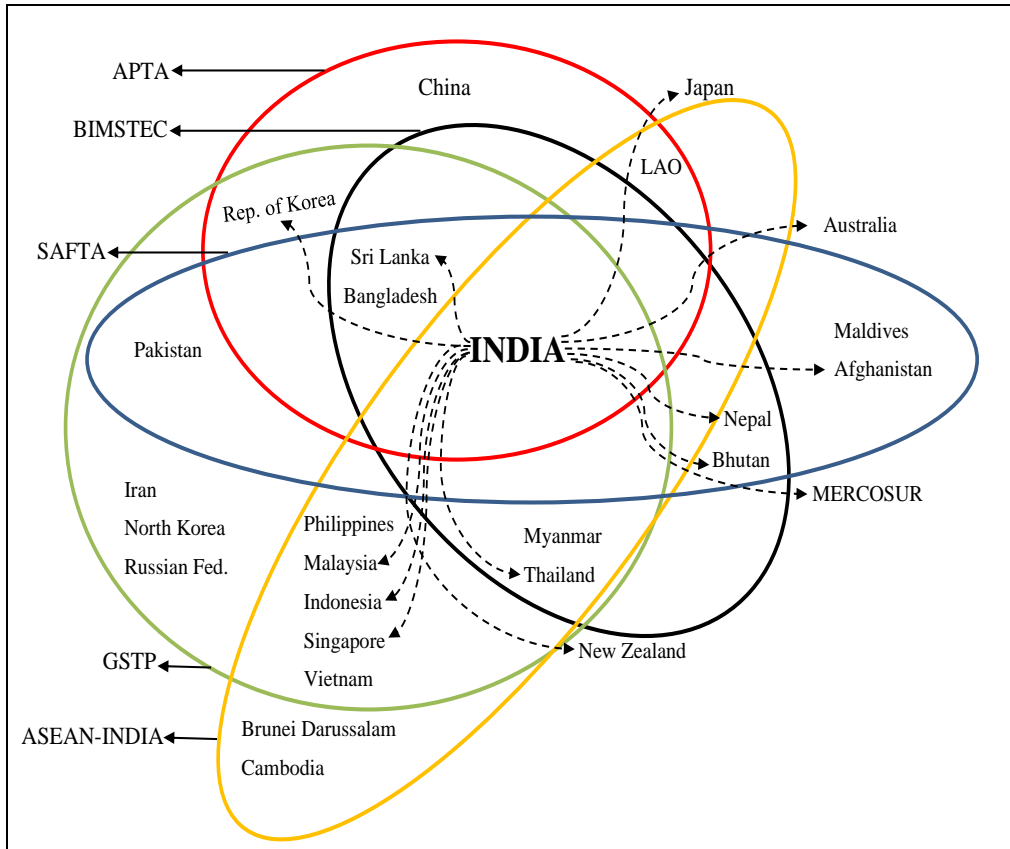 APTA
China
Japan
BIMSTEC
LAO
Rep. of Korea
Australia
SAFTA
Sri Lanka
Bangladesh
Maldives
Pakistan
INDIA
Afghanistan
Nepal
Bhutan
Iran
MERCOSUR
Philippines
North Korea
Myanmar
Russian Fed.
Malaysia
Thailand
Indonesia
Singapore
New Zealand
GSTP
Vietnam
Brunei Darussalam
ASEAN-INDIA
Cambodia